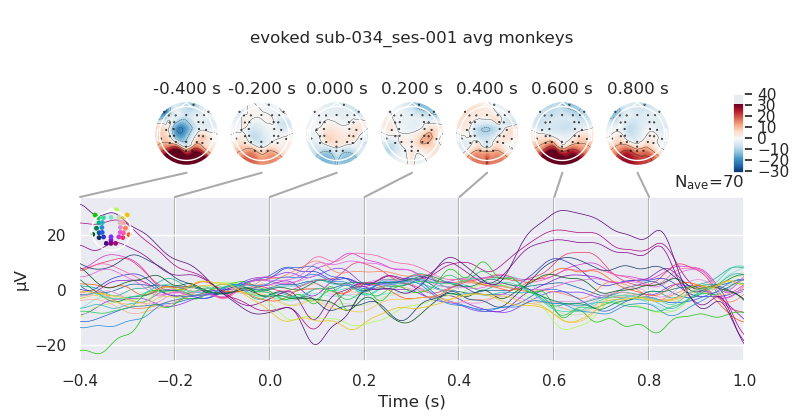 evoked sub-034_ses-001 avg monkeys
-0.400 s -0.200 s 0.000 s 0.200 s 0.400 s 0.600 s 0.800 s
40
30
20
10
0
−10
−20
−30
Nave=70
20
0
−20
µV
−0.4 −0.2 0.0 0.2 0.4 0.6 0.8 1.0
Time (s)